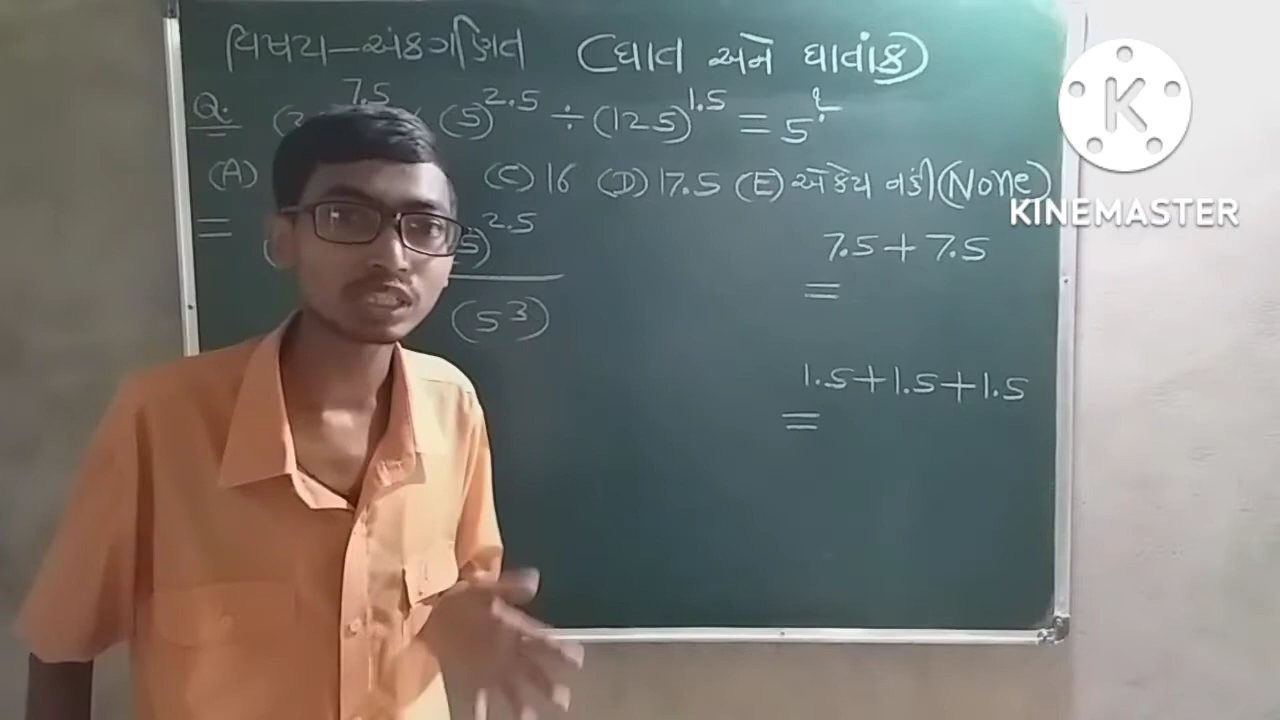 વિષય–અંકગણિત (ઘાત અને ઘાતાંક)
Q. 7.5 (5)^2.5 ÷ (125)^1.5 = 5^?
(A) (C) 16 (D) 17.5 (E) એકેય નહીં (None)
= 5)^2.5
(5^3)
7.5 + 7.5
=
1.5 + 1.5 + 1.5
=
K
KINEMASTER